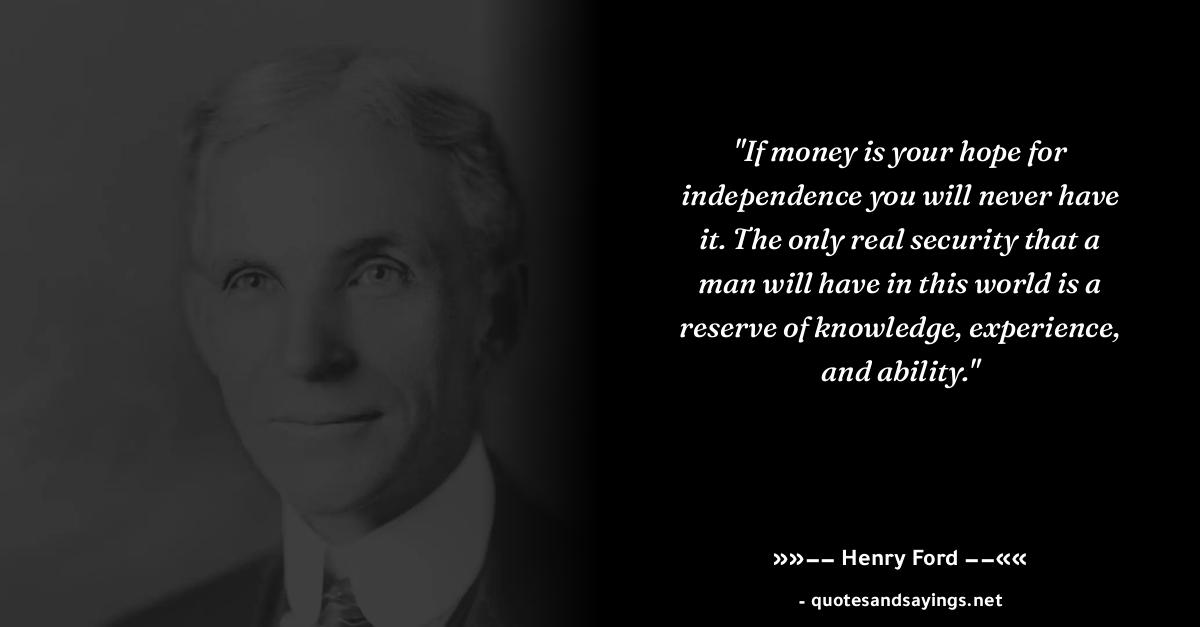 "If money is your hope for
independence you will never have
it. The only real security that a
man will have in this world is a
reserve of knowledge, experience,
and ability."
»»–– Henry Ford ––««
- quotesandsayings.net